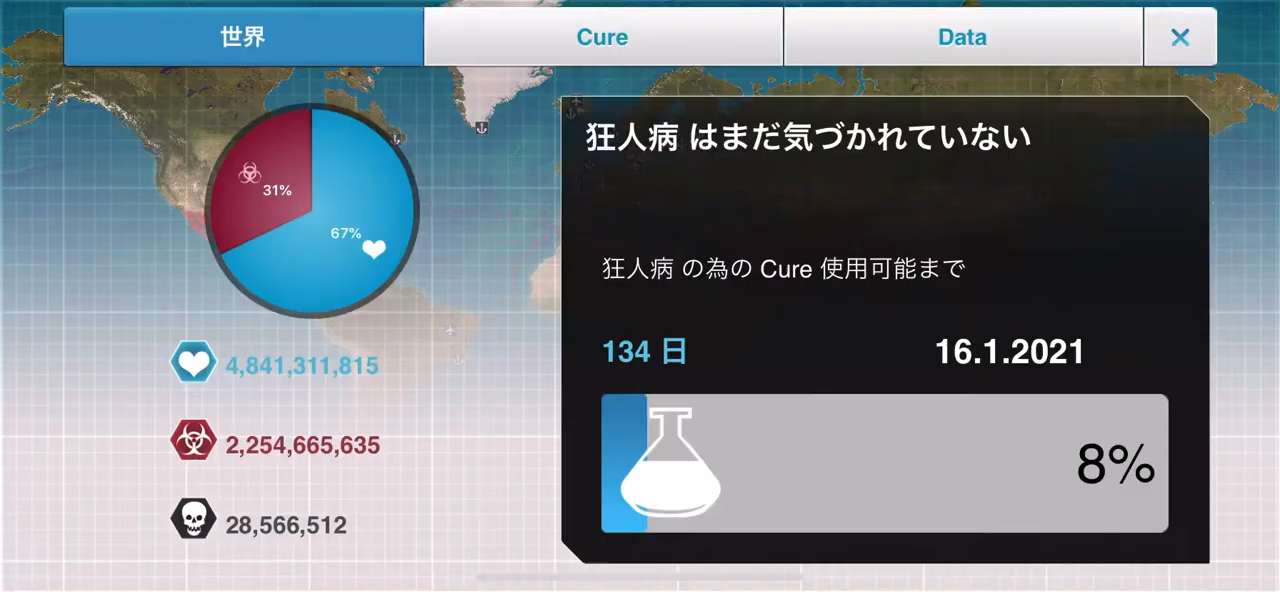 世界
Cure
Data
31%
67%
4,841,311,815
2,254,665,635
28,566,512
狂人病 はまだ気づかれていない
狂人病 の為の Cure 使用可能まで
134 日
16.1.2021
8%